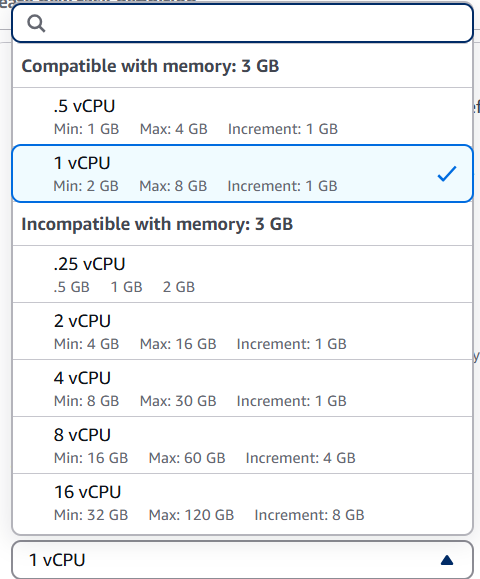 Compatible with memory: 3 GB
.5 vCPU
Min: 1 GB Max: 4 GB Increment: 1 GB
1 vCPU
Min: 2 GB Max: 8 GB Increment: 1 GB
Incompatible with memory: 3 GB
.25 vCPU
.5 GB 1 GB 2 GB
2 vCPU
Min: 4 GB Max: 16 GB Increment: 1 GB
4 vCPU
Min: 8 GB Max: 30 GB Increment: 1 GB
8 vCPU
Min: 16 GB Max: 60 GB Increment: 4 GB
16 vCPU
Min: 32 GB Max: 120 GB Increment: 8 GB
1 vCPU